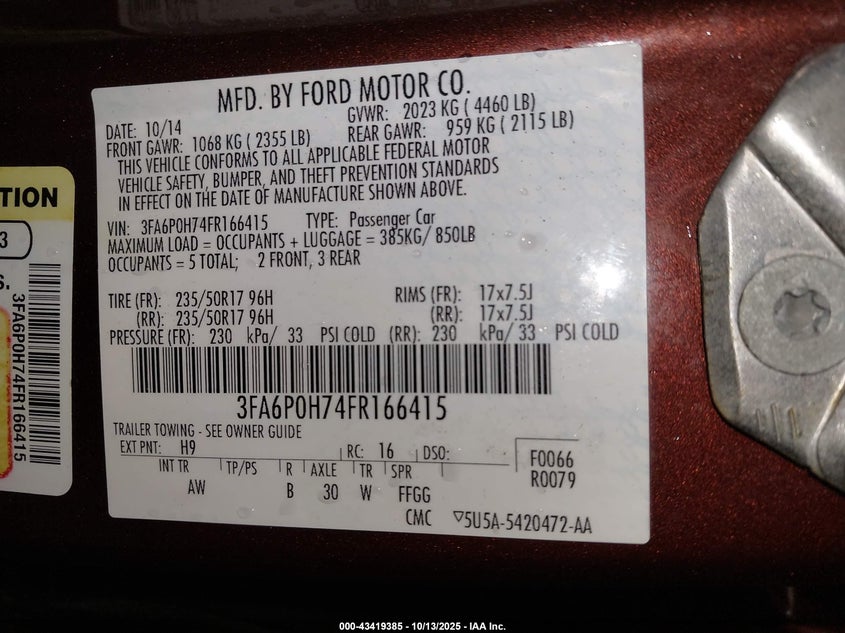 MFD. BY FORD MOTOR CO.
DATE: 10/14 GVWR: 2023 KG ( 4460 LB)
FRONT GAWR: 1068 KG ( 2355 LB) REAR GAWR: 959 KG ( 2115 LB)
THIS VEHICLE CONFORMS TO ALL APPLICABLE FEDERAL MOTOR
VEHICLE SAFETY, BUMPER, AND THEFT PREVENTION STANDARDS
IN EFFECT ON THE DATE OF MANUFACTURE SHOWN ABOVE.
VIN: 3FA6P0H74FR166415 TYPE: Passenger Car
MAXIMUM LOAD = OCCUPANTS + LUGGAGE = 385KG/ 850LB
OCCUPANTS = 5 TOTAL; 2 FRONT, 3 REAR
TIRE (FR): 235/50R17 96H RIMS (FR): 17x7.5J
(RR): 235/50R17 96H (RR): 17x7.5J
PRESSURE (FR): 230 kPa/ 33 PSI COLD (RR): 230 kPa/ 33 PSI COLD
3FA6P0H74FR166415
TRAILER TOWING - SEE OWNER GUIDE
EXT PNT: H9 RC: 16 DSO:
F0066
R0079
INT TR TP/PS R AXLE TR SPR
AW B 30 W FFGG
CMC ▽5U5A-5420472-AA
TION
3
S.
3FA6P0H74FR166415
000-43419385 - 10/13/2025 - IAA Inc.